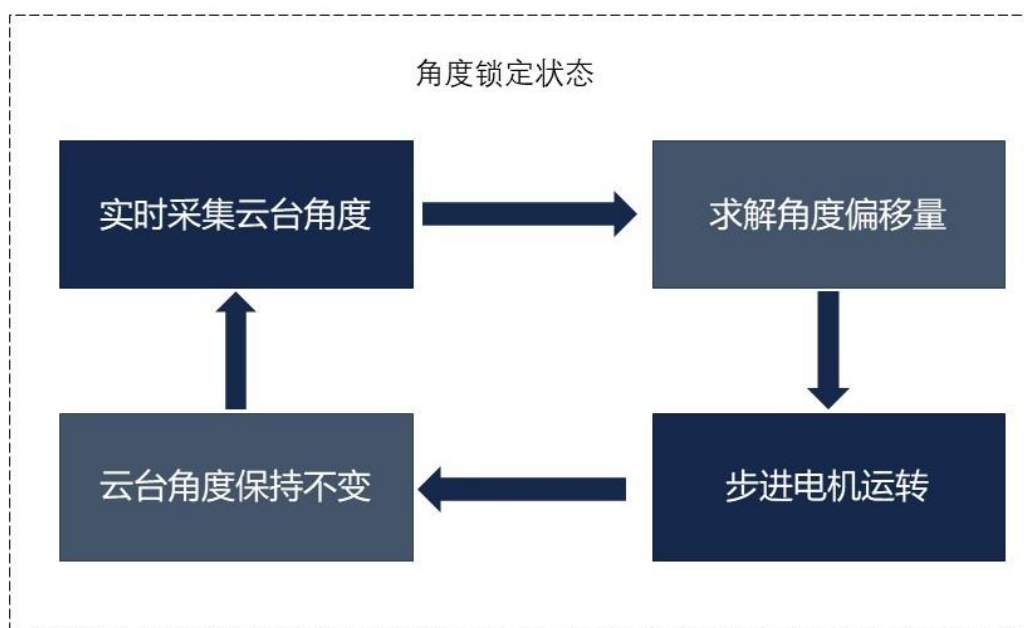 角度锁定状态
实时采集云台角度
求解角度偏移量
云台角度保持不变
步进电机运转